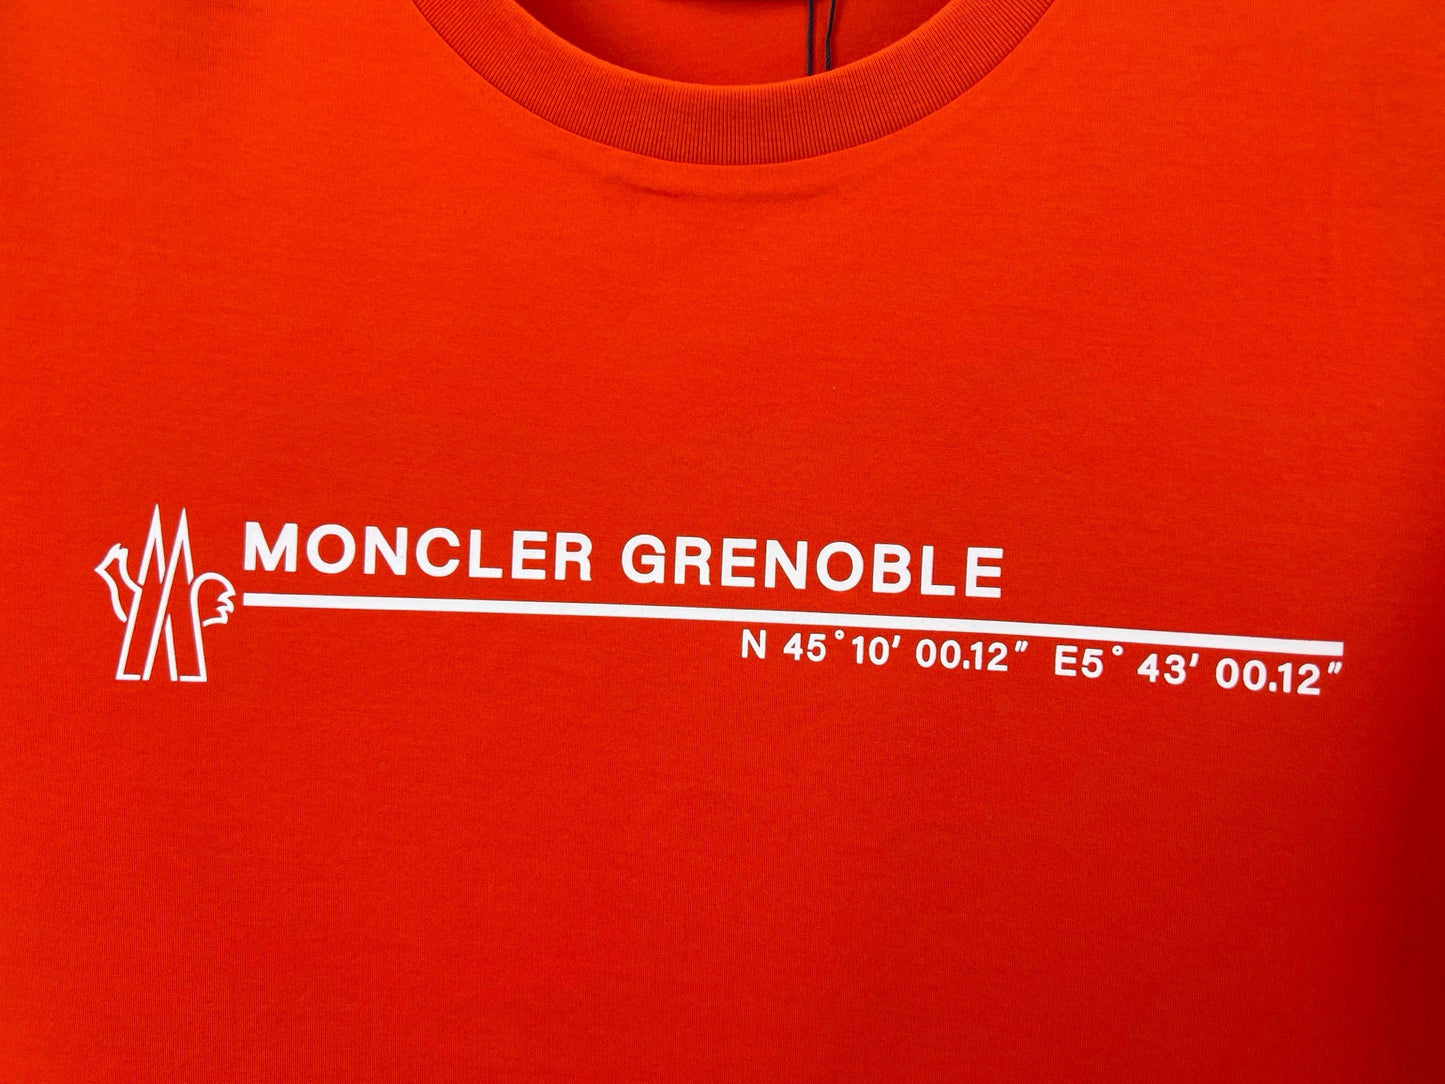 MONCLER GRENOBLE
N 45°10′ 00.12″ E5° 43′ 00.12″